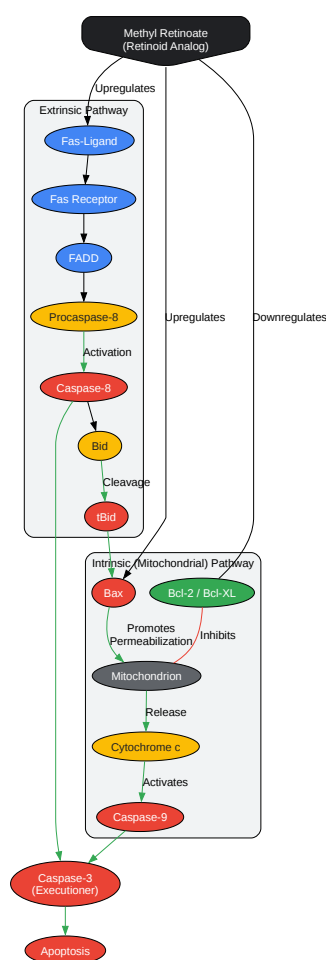 Methyl Retinoate
(Retinoid Analog)
Upregulates
Extrinsic Pathway
Fas-Ligand
Fas Receptor
FADD
Procaspase-8
Upregulates
Downregulates
Activation
Caspase-8
Bid
Cleavage
tBid
Intrinsic (Mitochondrial) Pathway
Bax
Bcl-2 / Bcl-XL
Promotes
Permeabilization
Inhibits
Mitochondrion
Release
Cytochrome c
Activates
Caspase-9
Caspase-3
(Executioner)
Apoptosis